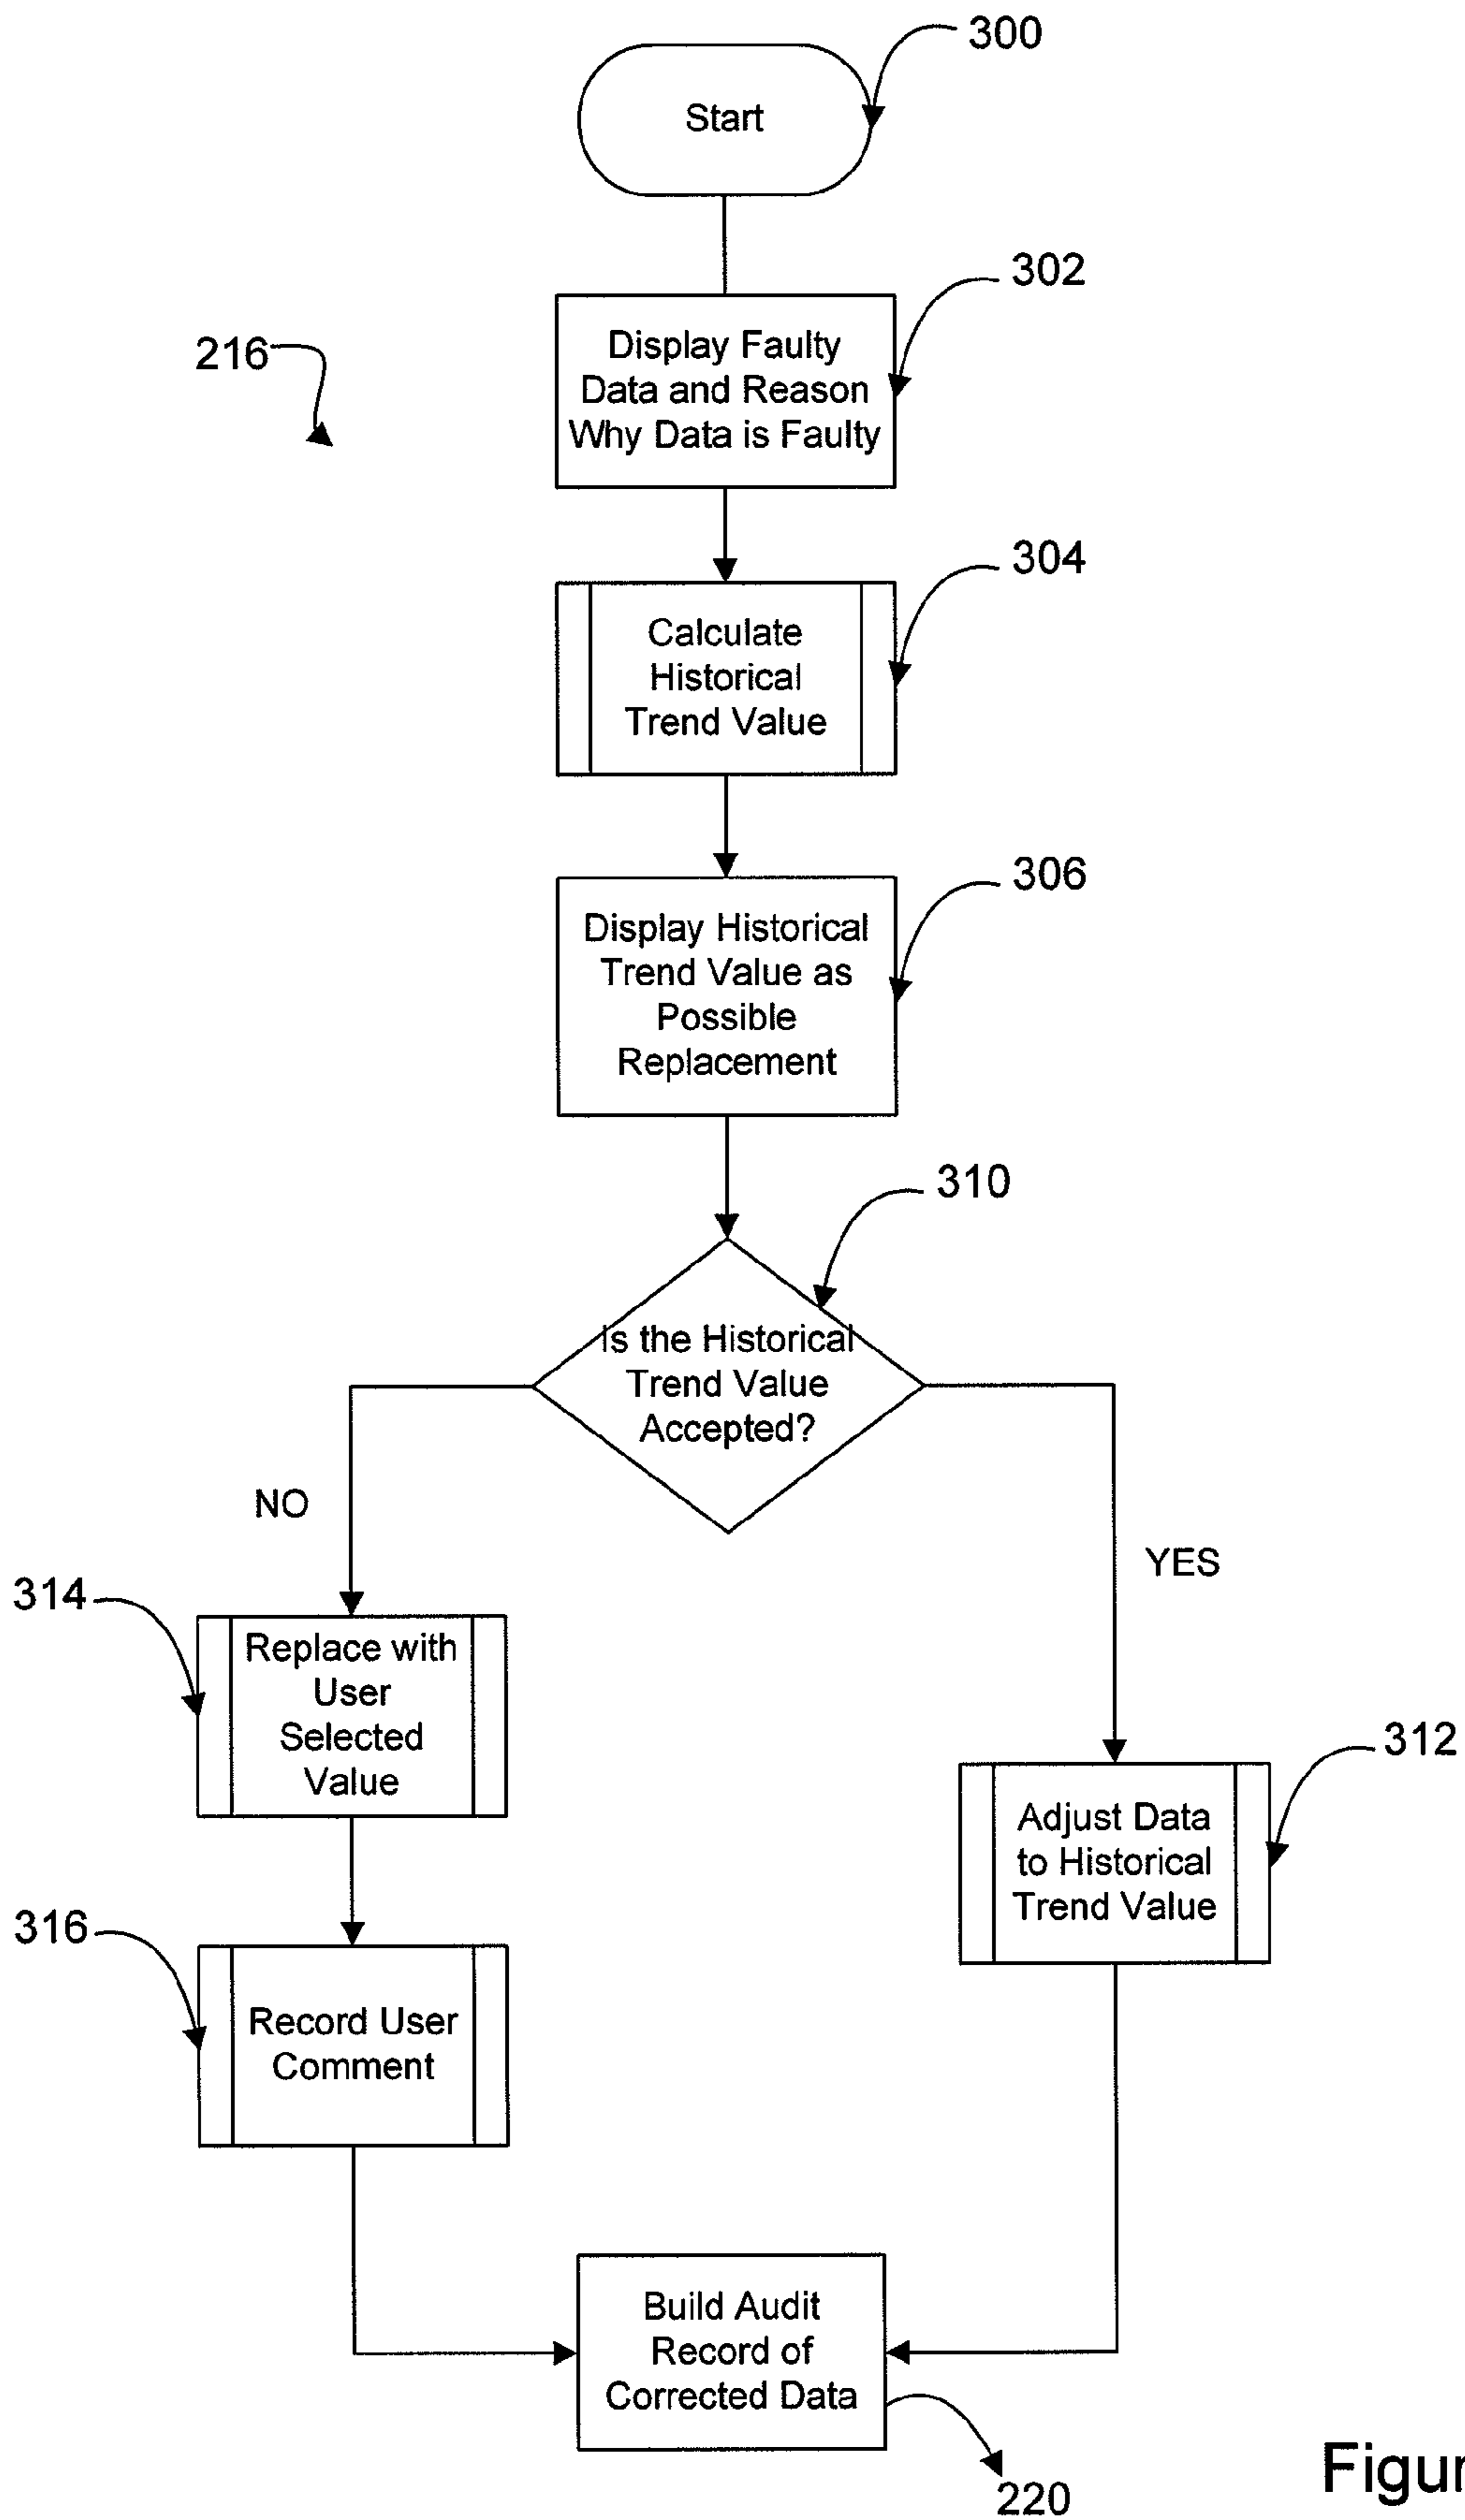 300
Start
302
Display Faulty
Data and Reason
Why Data is Faulty
216
304
Calculate
Historical
Trend Value
306
Display Historical
Trend Value as
Possible
Replacement
310
Is the Historical
Trend Value
Accepted?
NO
YES
314
Replace with
User
Selected
Value
312
Adjust Data
to Historical
Trend Value
316
Record User
Comment
Build Audit
Record of
Corrected Data
220
Figur